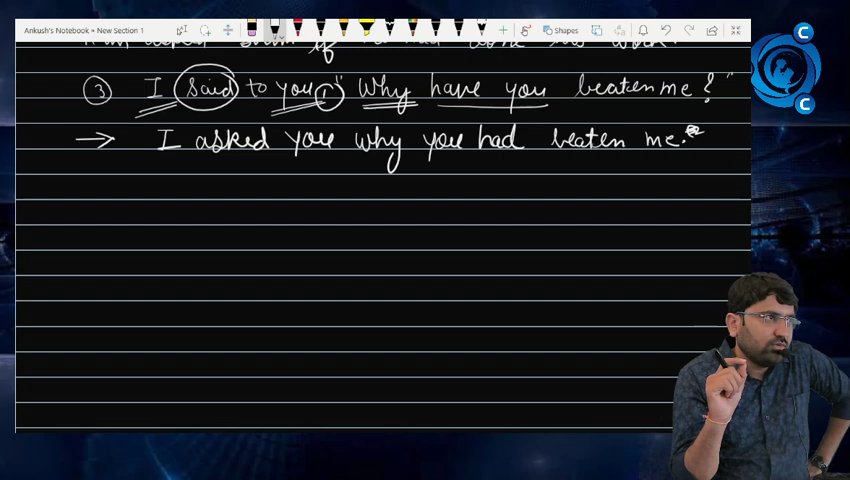 Ankush's Notebook » New Section 1
Shapes
③ I said to you, "Why have you beaten me?"
→ I asked you why you had beaten me.
C
C